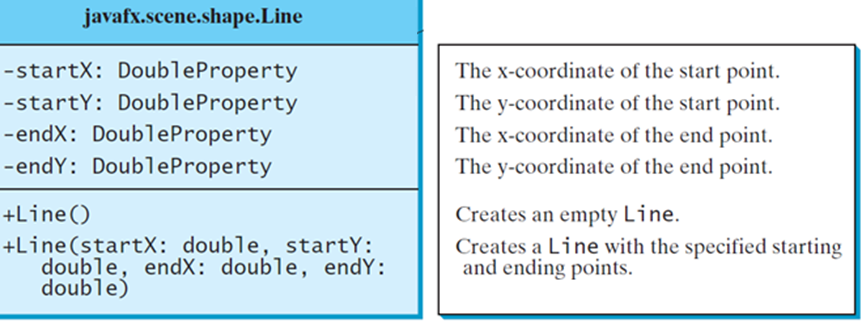 javafx.scene.shape.Line
-startX: DoubleProperty
-startY: DoubleProperty
-endX: DoubleProperty
-endY: DoubleProperty
+Line()
+Line(startX: double, startY:
double, endX: double, endY:
double)
The x-coordinate of the start point.
The y-coordinate of the start point.
The x-coordinate of the end point.
The y-coordinate of the end point.
Creates an empty Line.
Creates a Line with the specified starting
and ending points.